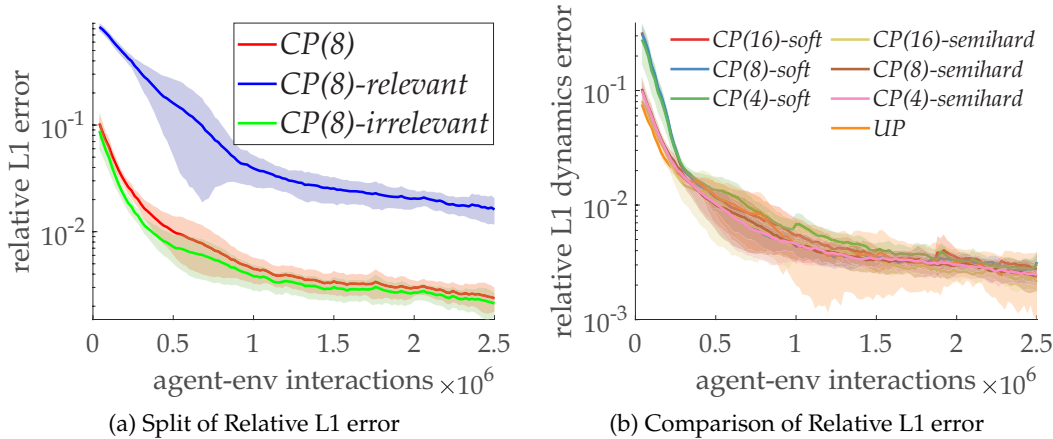 relative L1 error
10^-1
10^-2
CP(8)
CP(8)-relevant
CP(8)-irrelevant
0 0.5 1 1.5 2 2.5
agent-env interactions ×10^6
(a) Split of Relative L1 error
relative L1 dynamics error
10^-1
10^-2
10^-3
CP(16)-soft CP(16)-semihard
CP(8)-soft CP(8)-semihard
CP(4)-soft CP(4)-semihard
UP
0 0.5 1 1.5 2 2.5
agent-env interactions ×10^6
(b) Comparison of Relative L1 error